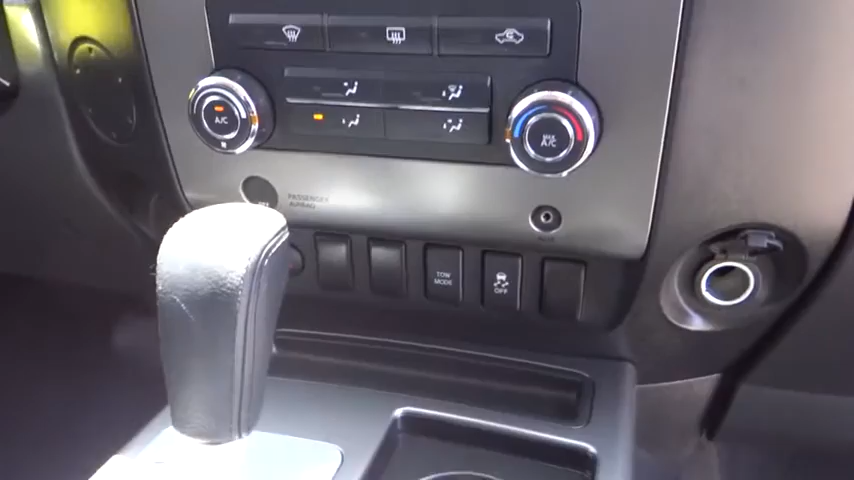 A/C
MAX
A/C
PASSENGER
AIRBAG
TOW
MODE
OFF